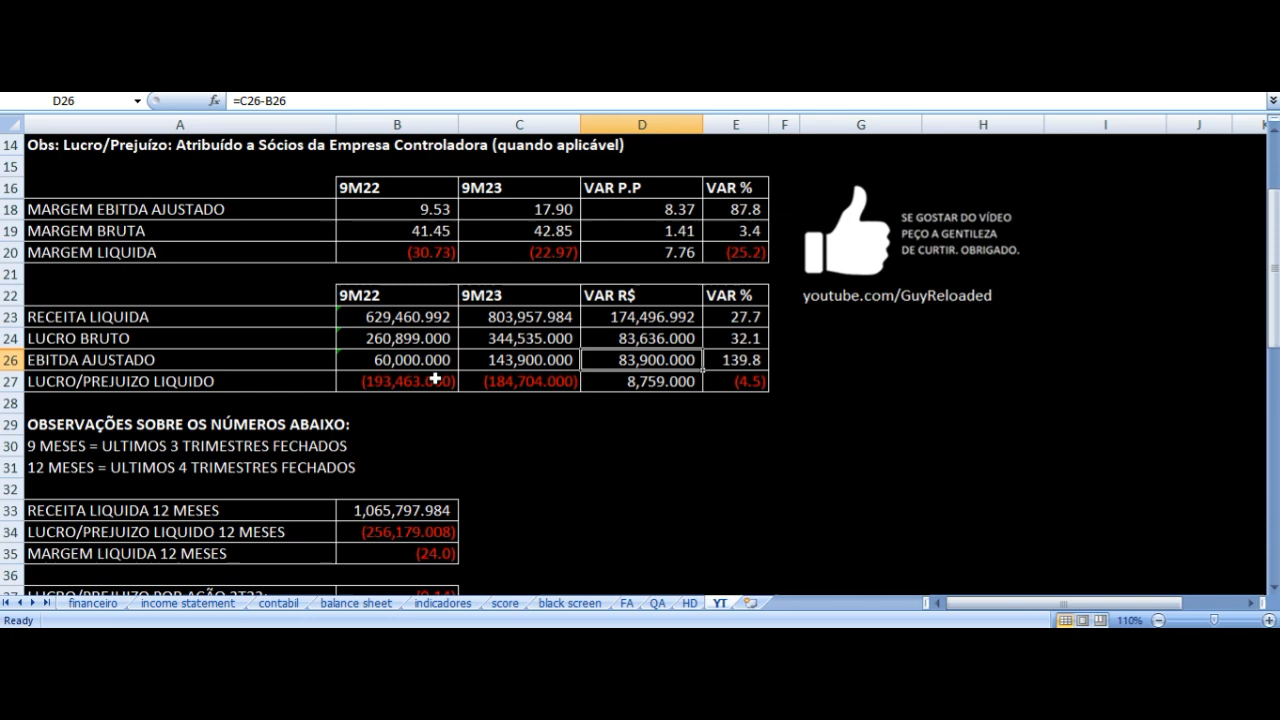 D26 fx =C26-B26
A B C D E F G H I J K
14 Obs: Lucro/Prejuízo: Atribuído a Sócios da Empresa Controladora (quando aplicável)
15
16 9M22 9M23 VAR P.P VAR %
18 MARGEM EBITDA AJUSTADO 9.53 17.90 8.37 87.8
19 MARGEM BRUTA 41.45 42.85 1.41 3.4
20 MARGEM LIQUIDA (30.73) (22.97) 7.76 (25.2)
SE GOSTAR DO VÍDEO
PEÇO A GENTILEZA
DE CURTIR. OBRIGADO.
youtube.com/GuyReloaded
21
22 9M22 9M23 VAR R$ VAR %
23 RECEITA LIQUIDA 629,460.992 803,957.984 174,496.992 27.7
24 LUCRO BRUTO 260,899.000 344,535.000 83,636.000 32.1
26 EBITDA AJUSTADO 60,000.000 143,900.000 83,900.000 139.8
27 LUCRO/PREJUIZO LIQUIDO (193,463.000) (184,704.000) 8,759.000 (4.5)
28
29 OBSERVAÇÕES SOBRE OS NÚMEROS ABAIXO:
30 9 MESES = ULTIMOS 3 TRIMESTRES FECHADOS
31 12 MESES = ULTIMOS 4 TRIMESTRES FECHADOS
32
33 RECEITA LIQUIDA 12 MESES 1,065,797.984
34 LUCRO/PREJUIZO LIQUIDO 12 MESES (256,179.008)
35 MARGEM LIQUIDA 12 MESES (24.0)
36
financeiro income statement contabil balance sheet indicadores score black screen FA QA HD YT
Ready 110%